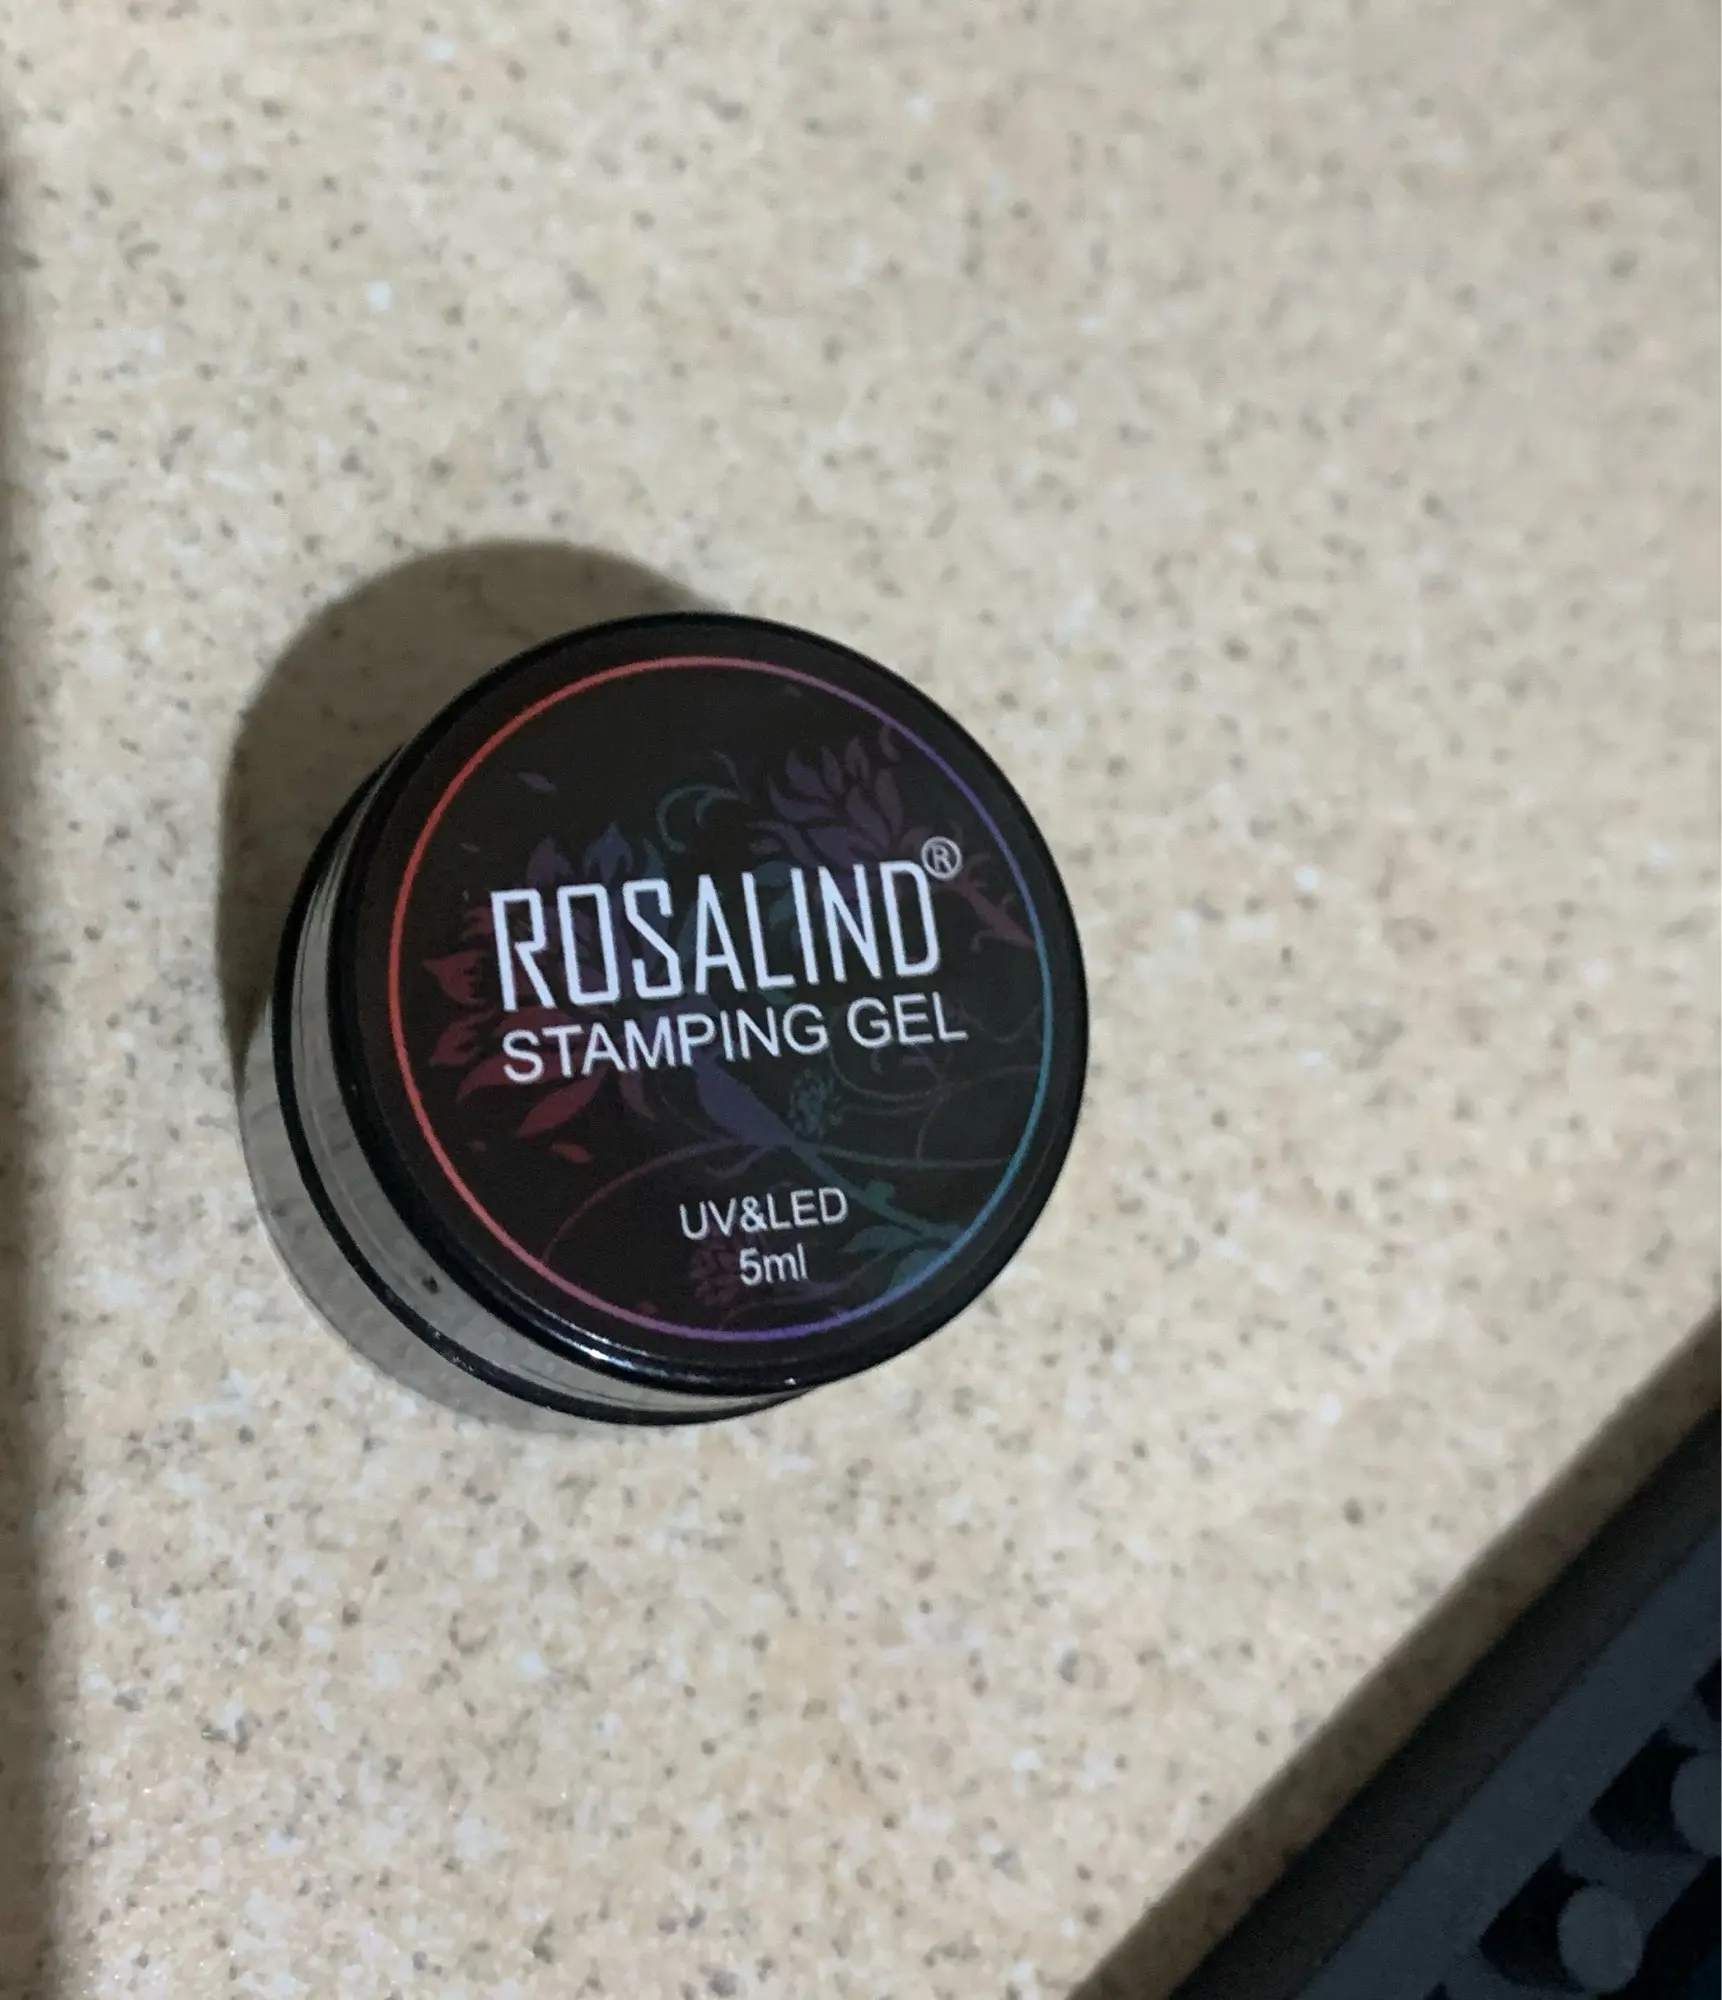 ROSALIND®
STAMPING GEL
UV&LED
5ml